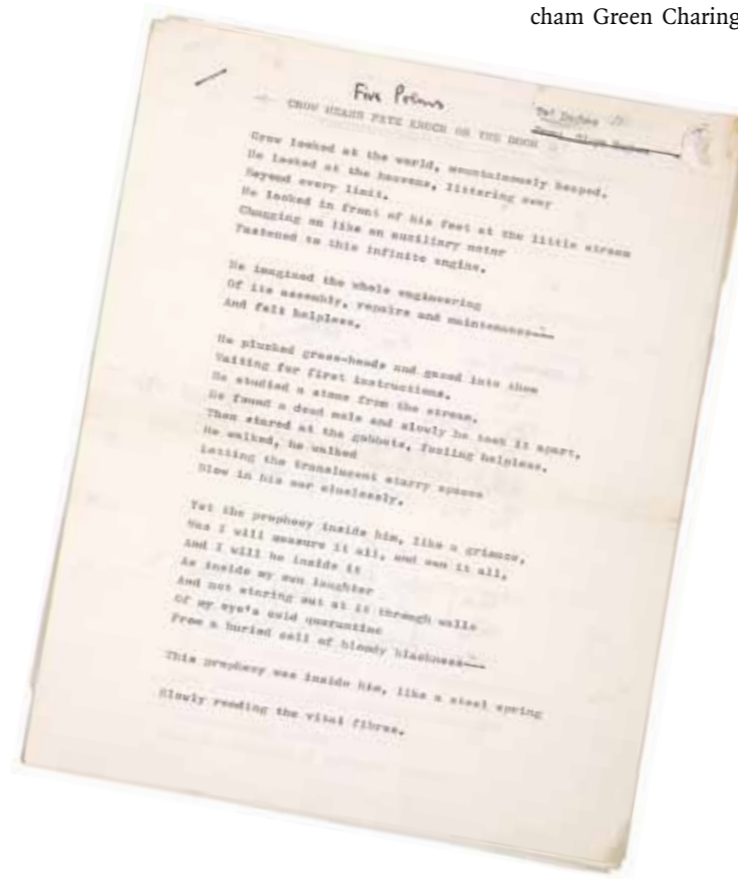 cham Green Charing
Five Poems
CROW HEARS FATE KNOCK ON THE DOOR
Ted Hughes
Crow looked at the world, mountainously heaped.
He looked at the heavens, littering away
Beyond every limit.
He looked in front of his feet at the little stream
Chugging on like an auxiliary motor
Fastened to this infinite engine.
He imagined the whole engineering
Of its assembly, repairs and maintenance—
And felt helpless.
He plucked grass-heads and gazed into them
Waiting for first instructions.
He studied a stone from the stream.
He found a dead mole and slowly he took it apart,
Then stared at the gobbets, feeling helpless.
He walked, he walked
Letting the translucent starry spaces
Blow in his ear cluelessly.
Yet the prophecy inside him, like a grimace,
Was I will measure it all, and own it all,
And I will be inside it
As inside my own laughter
And not staring out at it through walls
Of my eye's cold quarantine
From a buried cell of bloody blackness—
This prophecy was inside him, like a steel spring
Slowly rending the vital fibres.